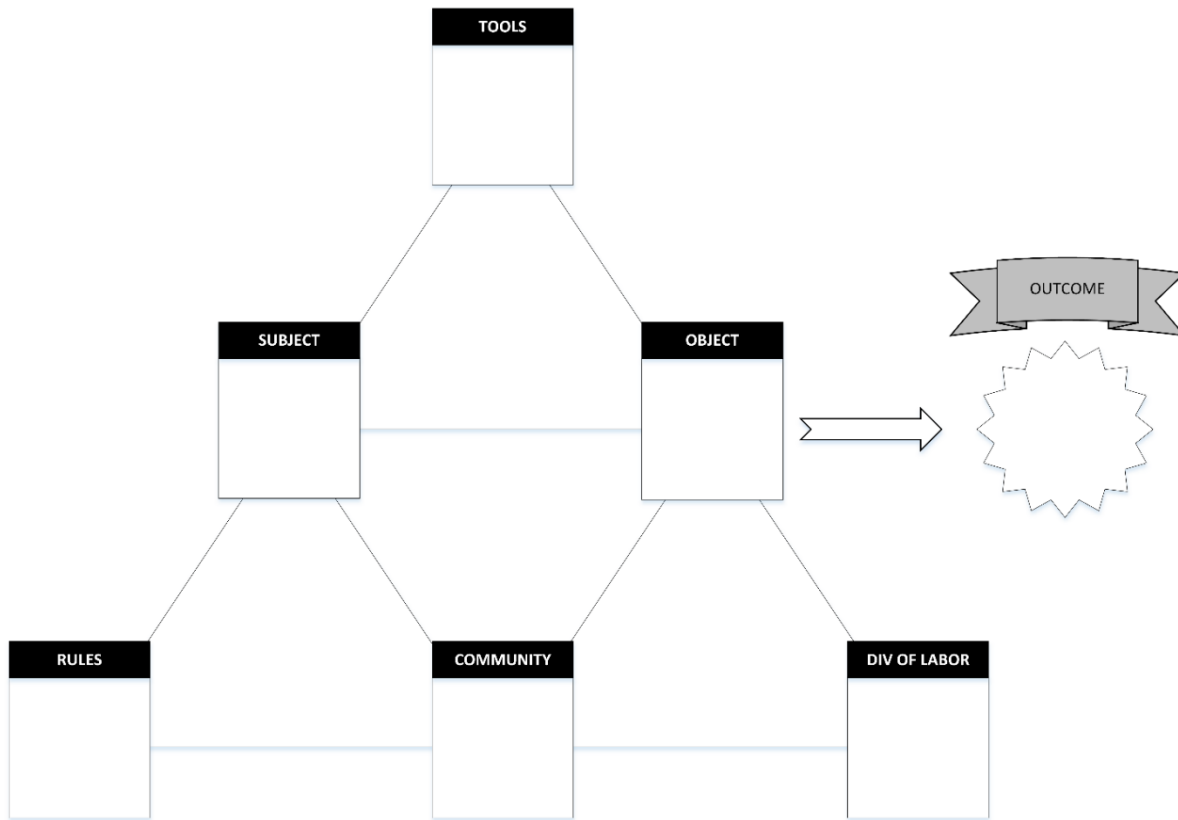 TOOLS
OUTCOME
SUBJECT
OBJECT
RULES
COMMUNITY
DIV OF LABOR